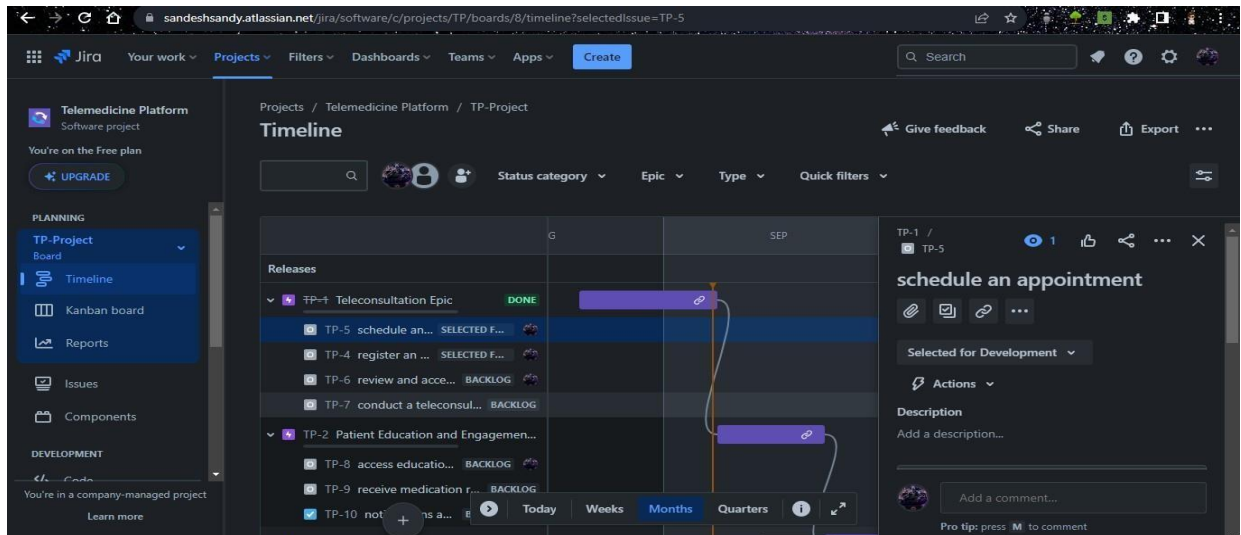 sandeshsandy.atlassian.net/jira/software/c/projects/TP/boards/8/timeline?selectedIssue=TP-5
Jira Your work Projects Filters Dashboards Teams Apps Create Search
Telemedicine Platform
Software project
You're on the Free plan
UPGRADE
PLANNING
TP-Project
Board
Timeline
Kanban board
Reports
Issues
Components
DEVELOPMENT
Code
You're in a company-managed project
Learn more
Projects / Telemedicine Platform / TP-Project
Timeline
Give feedback Share Export
Status category Epic Type Quick filters
G SEP
Releases
TP-1 Teleconsultation Epic DONE
TP-5 schedule an... SELECTED F...
TP-4 register an ... SELECTED F...
TP-6 review and acce... BACKLOG
TP-7 conduct a teleconsul... BACKLOG
TP-2 Patient Education and Engagemen...
TP-8 access educatio... BACKLOG
TP-9 receive medication r... BACKLOG
TP-10
Today Weeks Months Quarters
TP-1 /
TP-5
1
schedule an appointment
Selected for Development
Actions
Description
Add a description...
Add a comment...
Pro tip: press M to comment